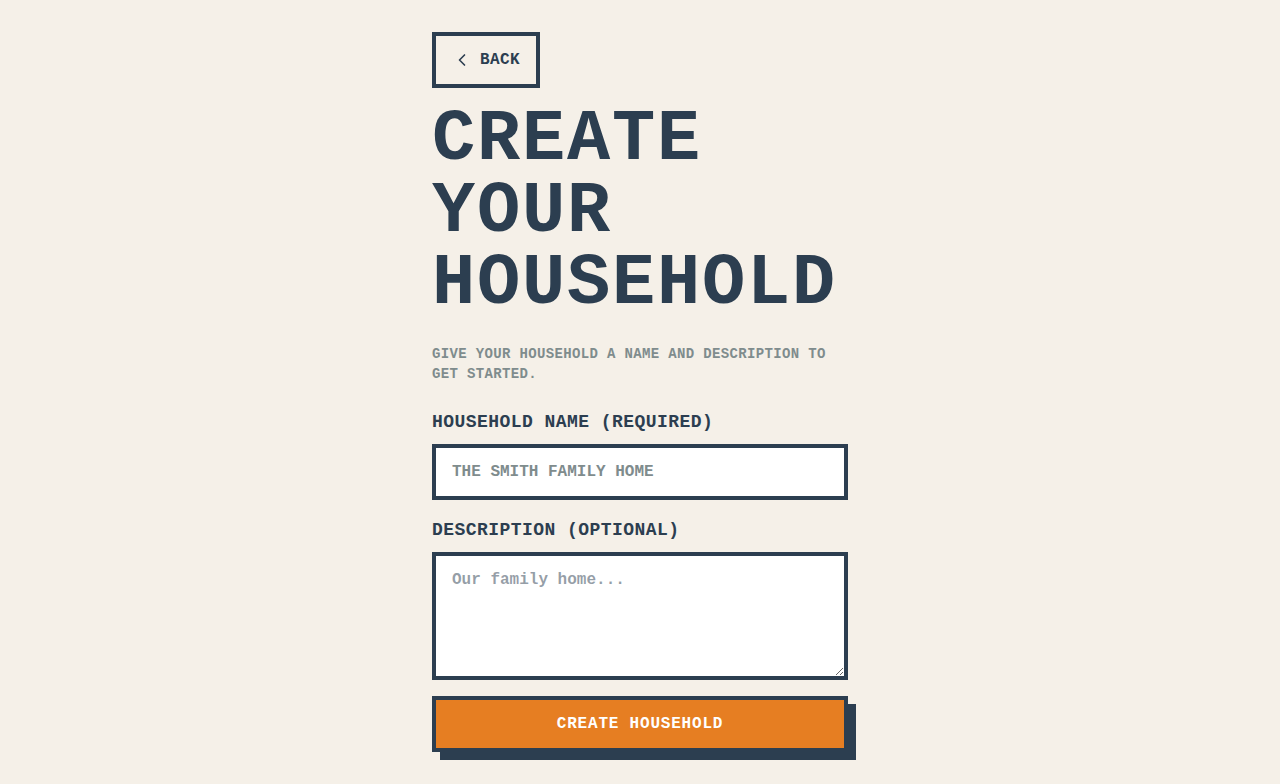 BACK
CREATE
YOUR
HOUSEHOLD
GIVE YOUR HOUSEHOLD A NAME AND DESCRIPTION TO
GET STARTED.
HOUSEHOLD NAME (REQUIRED)
THE SMITH FAMILY HOME
DESCRIPTION (OPTIONAL)
Our family home...
CREATE HOUSEHOLD